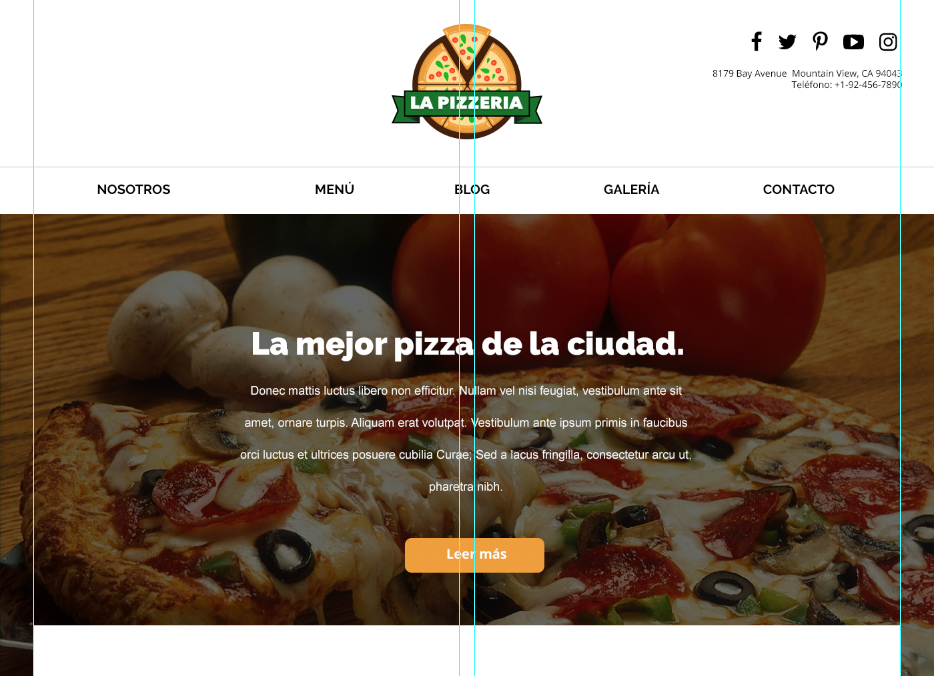 LA PIZZERIA
8179 Bay Avenue Mountain View, CA 94043
Teléfono: +1-92-456-7890
NOSOTROS MENÚ BLOG GALERÍA CONTACTO
La mejor pizza de la ciudad.
Donec mattis luctus libero non efficitur. Nullam vel nisi feugiat, vestibulum ante sit
amet, ornare turpis. Aliquam erat volutpat. Vestibulum ante ipsum primis in faucibus
orci luctus et ultrices posuere cubilia Curae; Sed a lacus fringilla, consectetur arcu ut,
pharetra nibh.
Leer más